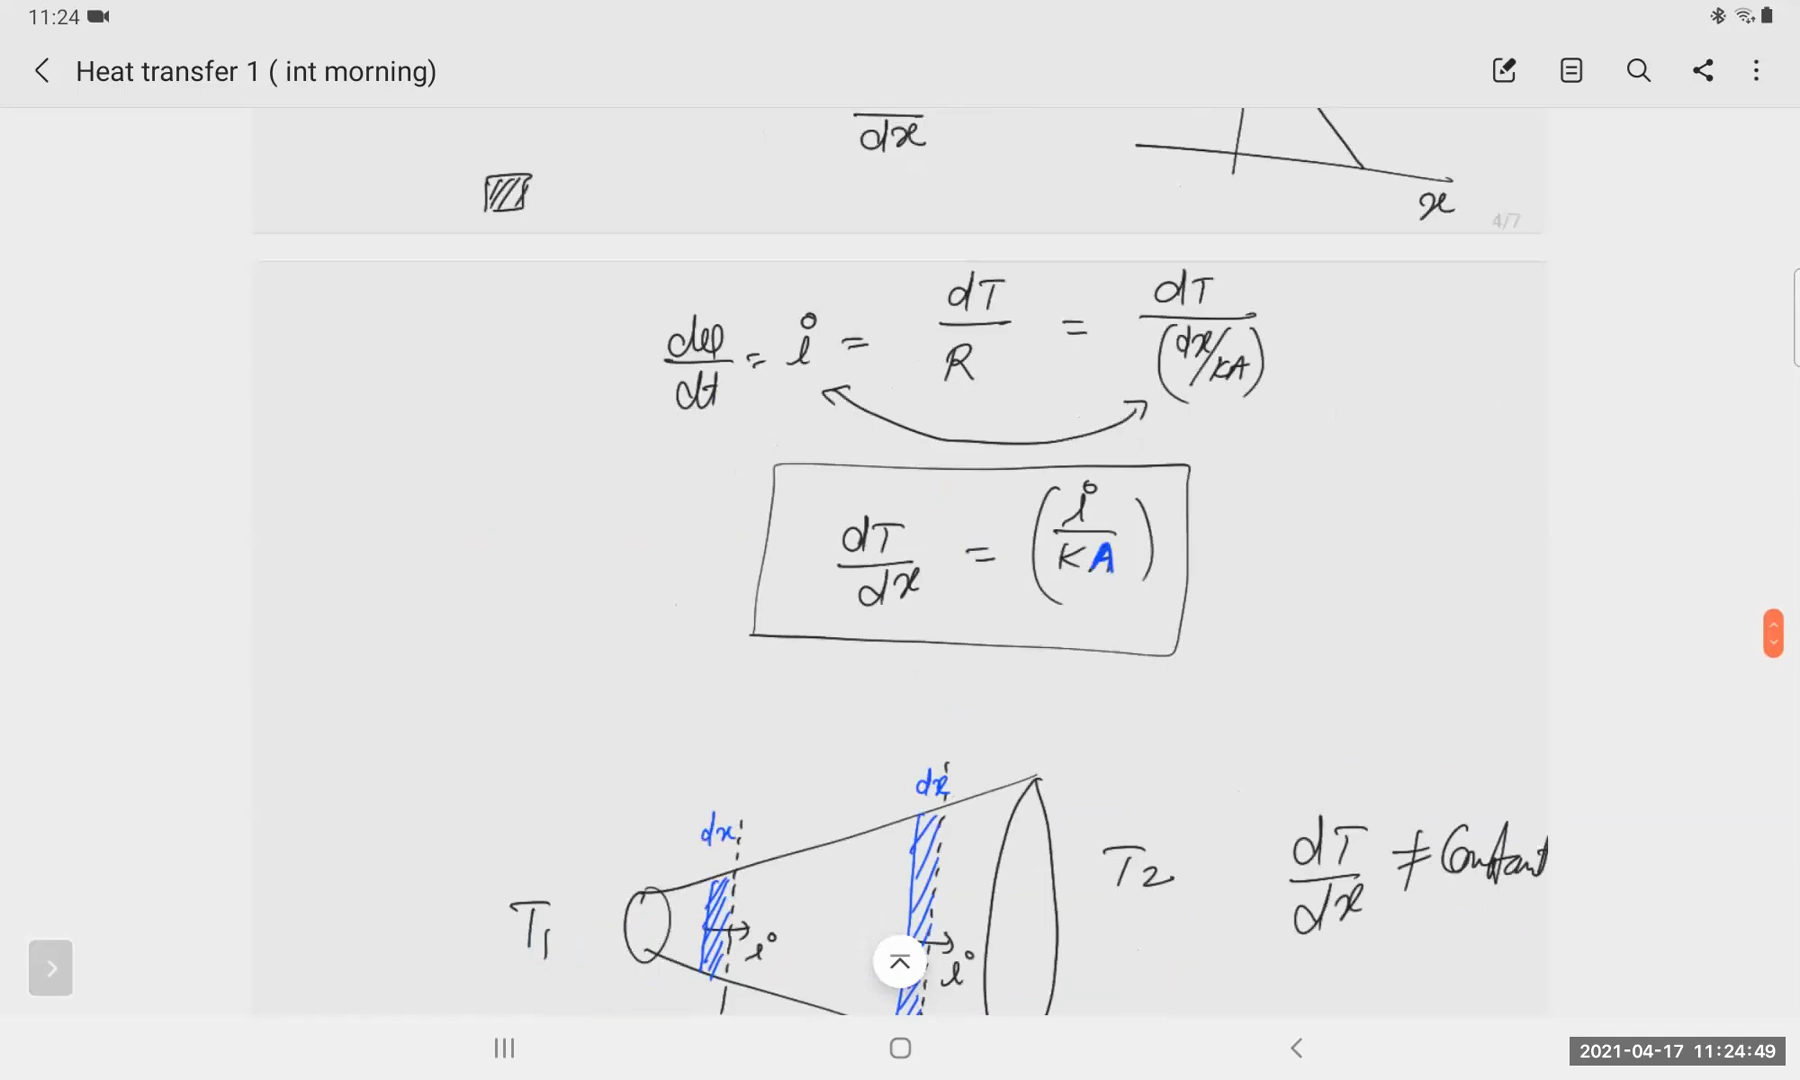 11:24
Heat transfer 1 ( int morning)
dx
x
4/7
dφ/dt = i° = dT/R = dT/(dx/KA)
dT/dx = (i°/KA)
dx
dx
T1
i°
i°
T2
dT/dx ≠ Constant
2021-04-17 11:24:49